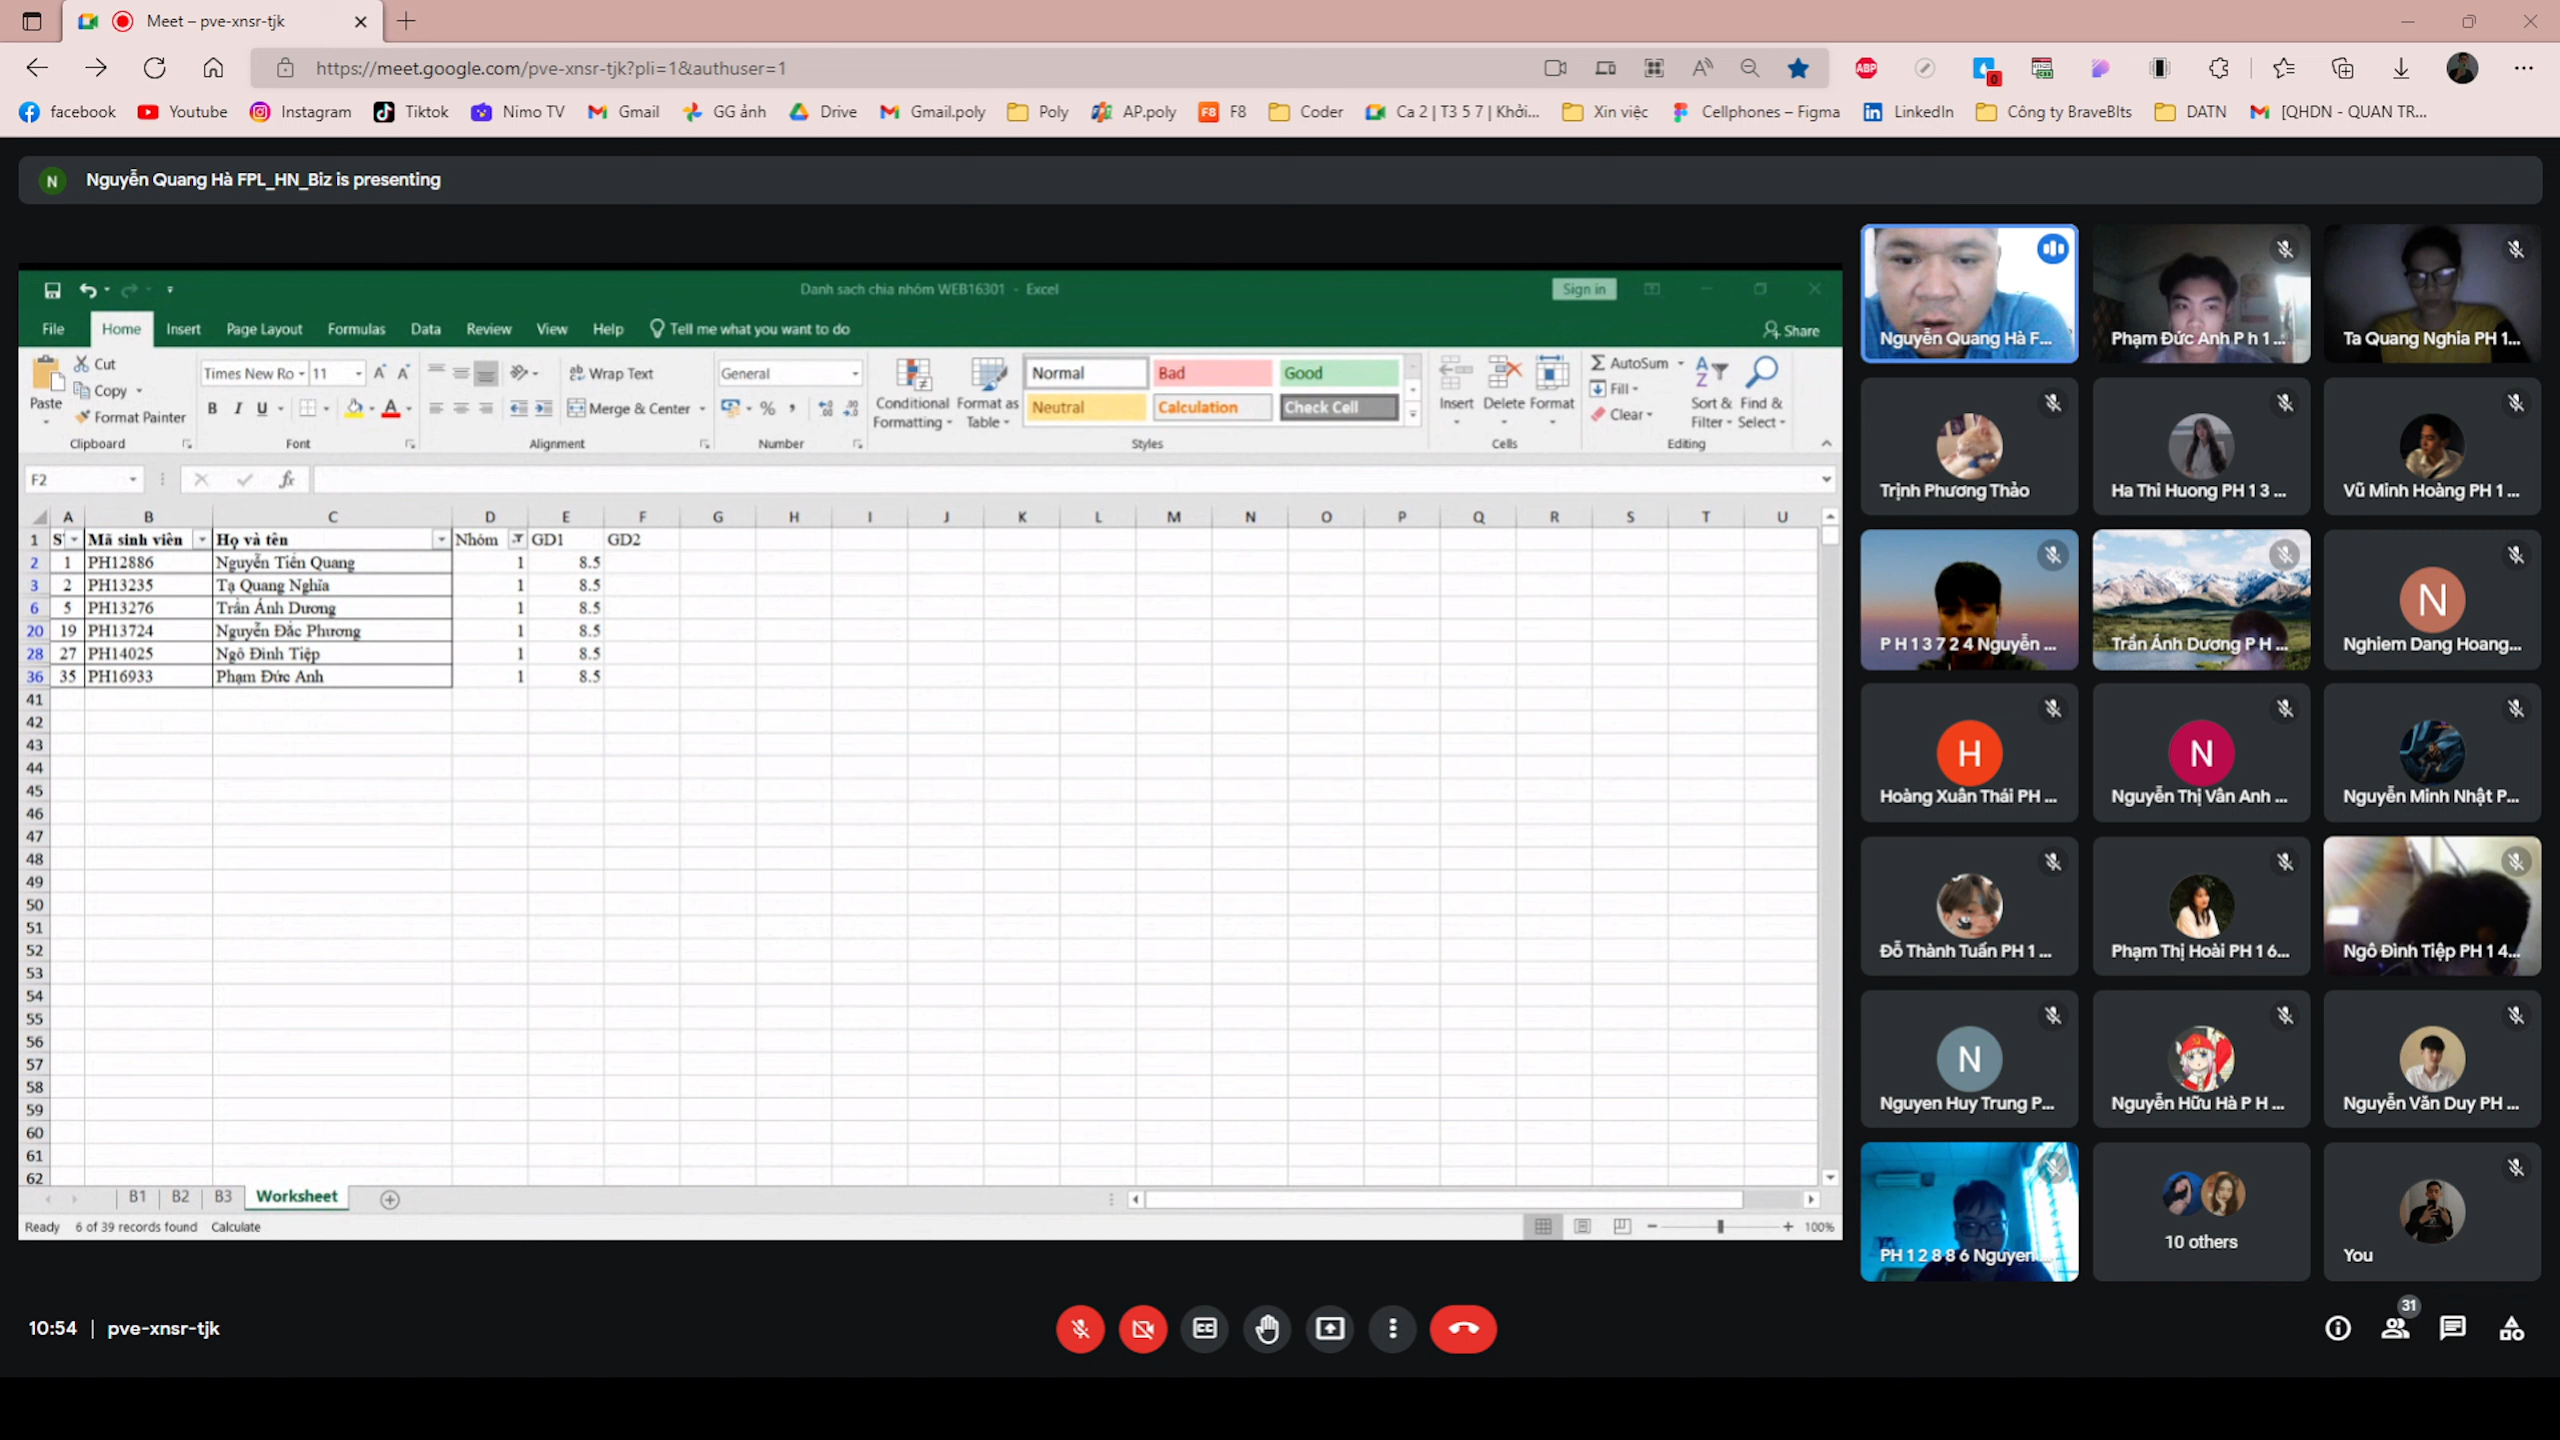 Meet – pve-xnsr-tjk
https://meet.google.com/pve-xnsr-tjk?pli=1&authuser=1
ABP
0
facebook Youtube Instagram Tiktok Nimo TV Gmail GG ảnh Drive Gmail.poly Poly AP.poly F8 F8 Coder Ca 2 | T3 5 7 | Khởi... Xin việc Cellphones – Figma LinkedIn Công ty BraveBIts DATN [QHDN - QUAN TR...
N Nguyễn Quang Hà FPL_HN_Biz is presenting
Danh sach chia nhóm WEB16301 - Excel
Sign in
File Home Insert Page Layout Formulas Data Review View Help Tell me what you want to do Share
Cut
Copy
Format Painter
Paste
Clipboard
Times New Ro 11
B I U
Font
Wrap Text
Merge & Center
Alignment
General
Number
Conditional Formatting
Format as Table
Normal Bad Good
Neutral Calculation Check Cell
Styles
Insert Delete Format
Cells
AutoSum
Fill
Clear
Sort & Filter
Find & Select
Editing
F2 fx
A B C D E F G H I J K L M N O P Q R S T U
1 Mã sinh viên Họ và tên Nhóm GD1 GD2
2 1 PH12886 Nguyễn Tiến Quang 1 8.5
3 2 PH13235 Tạ Quang Nghĩa 1 8.5
6 5 PH13276 Trần Ánh Dương 1 8.5
20 19 PH13724 Nguyễn Đắc Phương 1 8.5
28 27 PH14025 Ngô Đình Tiệp 1 8.5
36 35 PH16933 Phạm Đức Anh 1 8.5
41
42
43
44
45
46
47
48
49
50
51
52
53
54
55
56
57
58
59
60
61
62
B1 B2 B3 Worksheet
Ready 6 of 39 records found Calculate
100%
Nguyễn Quang Hà F...
Phạm Đức Anh P h 1 ...
Ta Quang Nghia PH 1...
Trịnh Phương Thảo
Ha Thi Huong PH 1 3 ...
Vũ Minh Hoàng PH 1 ...
P H 1 3 7 2 4 Nguyễn ...
Trần Ánh Dương P H ...
N
Nghiem Dang Hoang...
H
Hoàng Xuân Thái PH ...
N
Nguyễn Thị Vân Anh ...
Nguyễn Minh Nhật P...
Đỗ Thành Tuấn PH 1 ...
Phạm Thị Hoài PH 1 6...
Ngô Đình Tiệp PH 1 4...
N
Nguyen Huy Trung P...
Nguyễn Hữu Hà P H ...
Nguyễn Văn Duy PH ...
PH 1 2 8 8 6 Nguyen...
10 others
You
10:54 | pve-xnsr-tjk
31